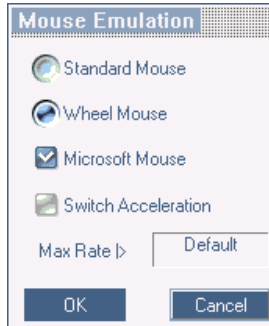 Mouse Emulation
Standard Mouse
Wheel Mouse
Microsoft Mouse
Switch Acceleration
Max Rate |> Default
OK Cancel